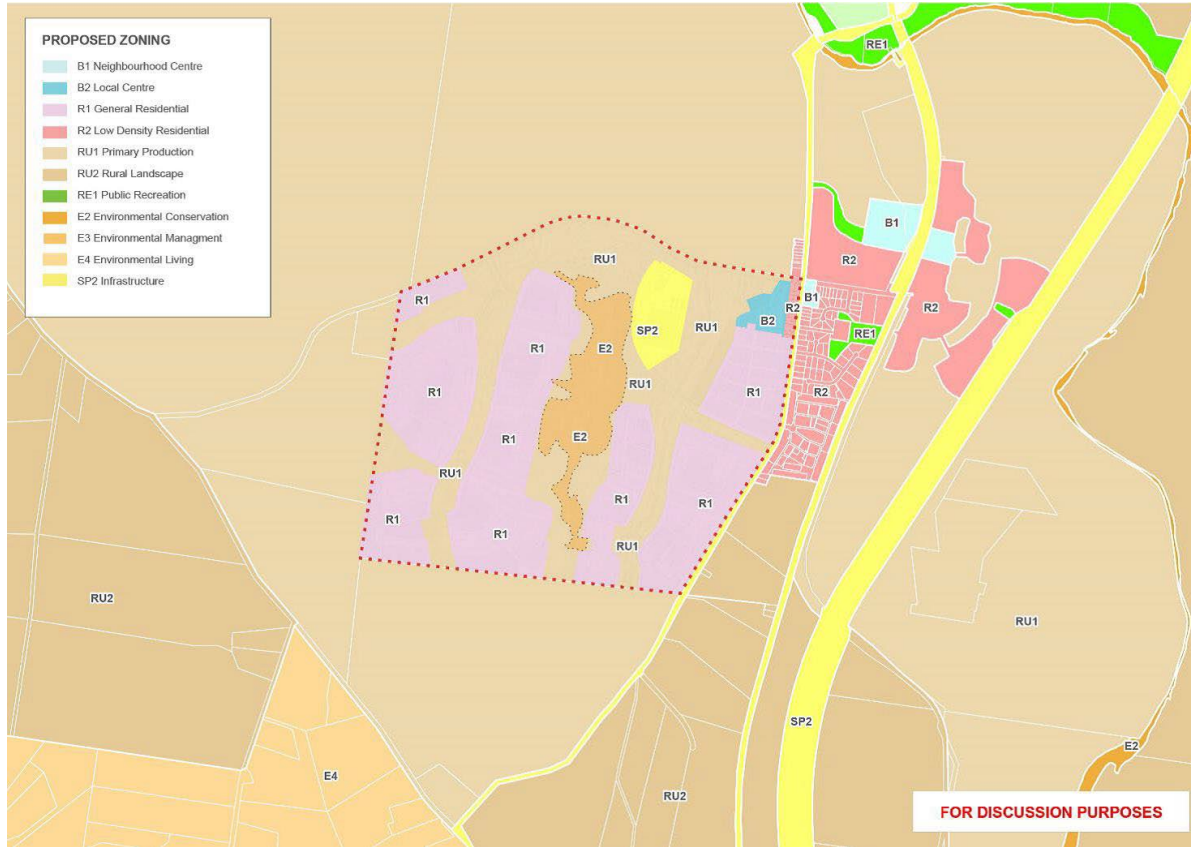 PROPOSED ZONING
B1 Neighbourhood Centre
B2 Local Centre
R1 General Residential
R2 Low Density Residential
RU1 Primary Production
RU2 Rural Landscape
RE1 Public Recreation
E2 Environmental Conservation
E3 Environmental Managment
E4 Environmental Living
SP2 Infrastructure
RE1
B1
R2
RU1
R1
B1
R2
B2
R2
SP2
RU1
RE1
R1
E2
RU1
R1
R1
R2
R1
E2
RU1
R1
R1
R1
R1
RU1
RU2
RU1
SP2
E2
E4
RU2
FOR DISCUSSION PURPOSES